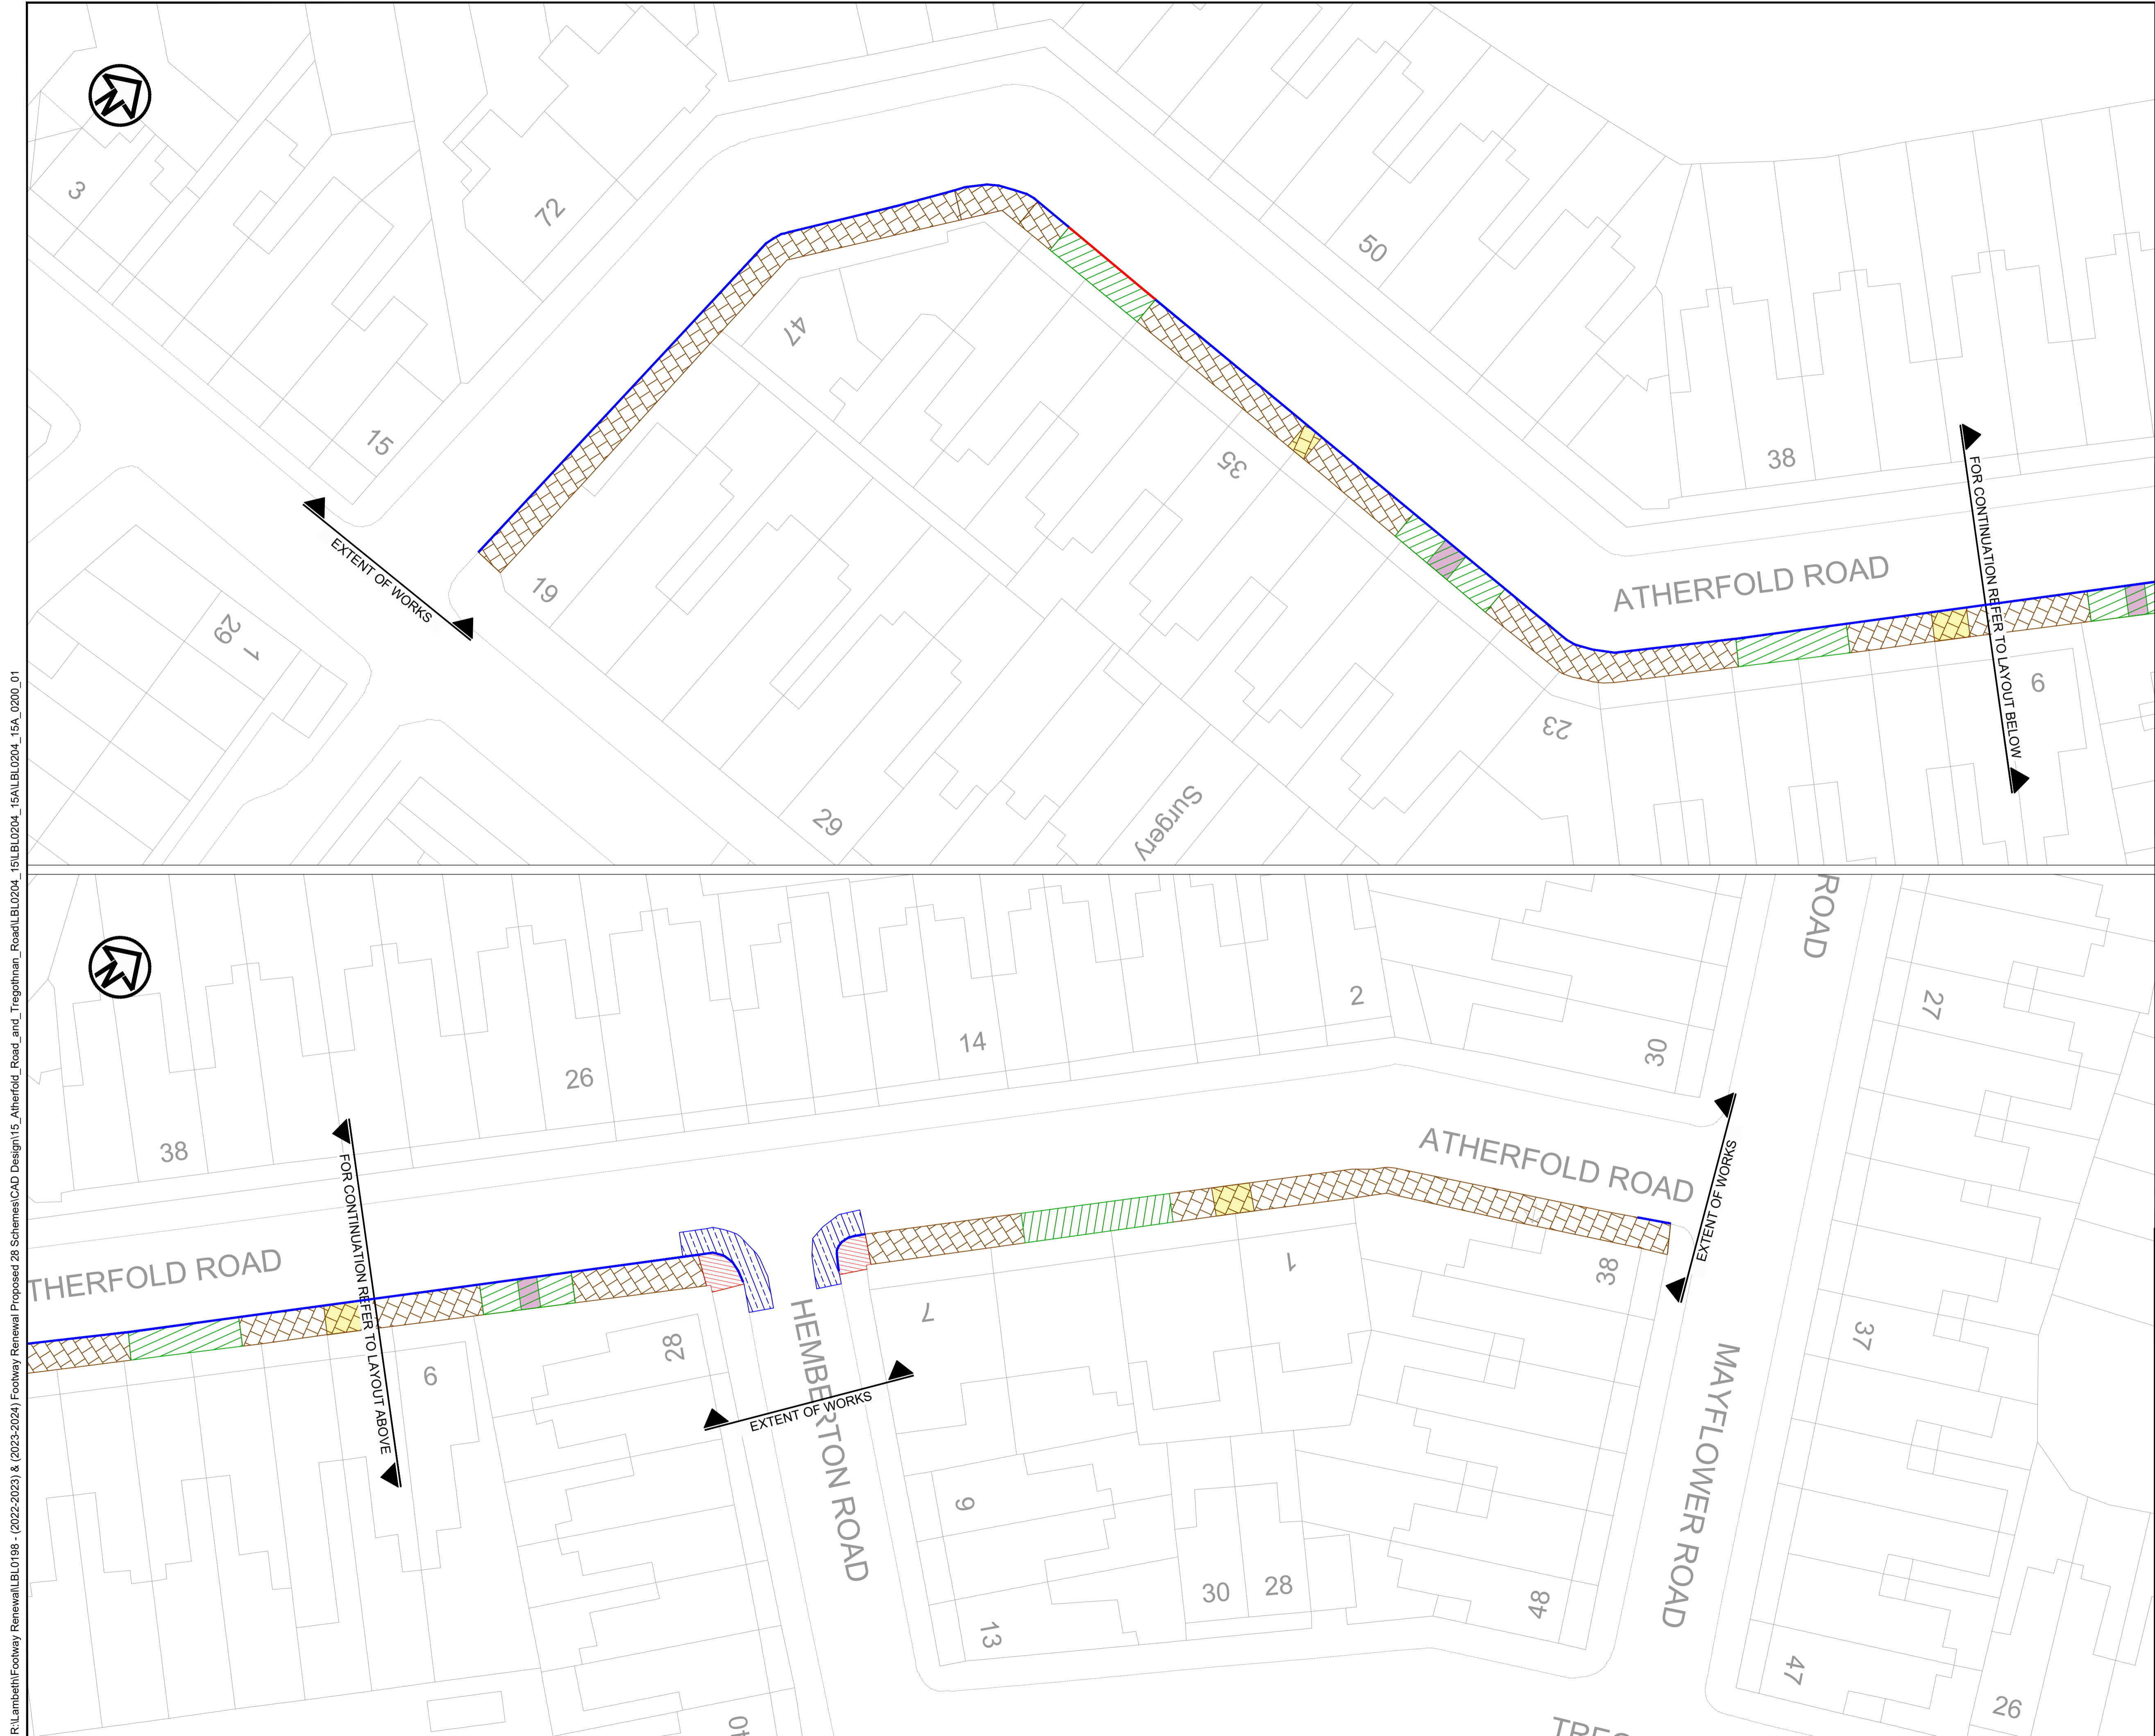 R:\Lambeth\Footway Renewal\LBL0198 - (2022-2023) & (2023-2024) Footway Renewal Proposed 28 Schemes\CAD Design\15_Atherfold_Road_and_Tregothnan_Road\LBL0204_15\LBL0204_15A\LBL0204_15A_0200_01
N
3
72
15
47
50
35
38
19
29
1
EXTENT OF WORKS
ATHERFOLD ROAD
FOR CONTINUATION REFER TO LAYOUT BELOW
9
23
29
Surgery
N
ROAD
27
2
14
30
26
38
ATHERFOLD ROAD
EXTENT OF WORKS
FOR CONTINUATION REFER TO LAYOUT ABOVE
THERFOLD ROAD
1
38
7
28
6
37
HEMBERTON ROAD
EXTENT OF WORKS
MAYFLOWER ROAD
9
30
28
48
13
47
26
40
TREG